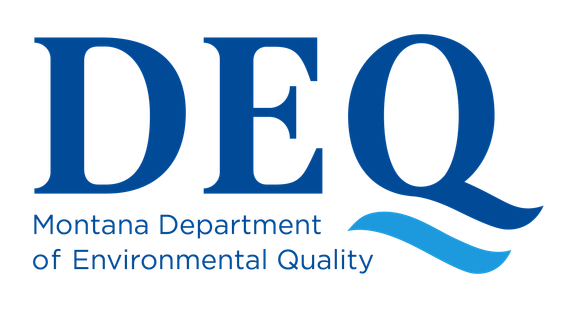 DEQ
Montana Department
of Environmental Quality